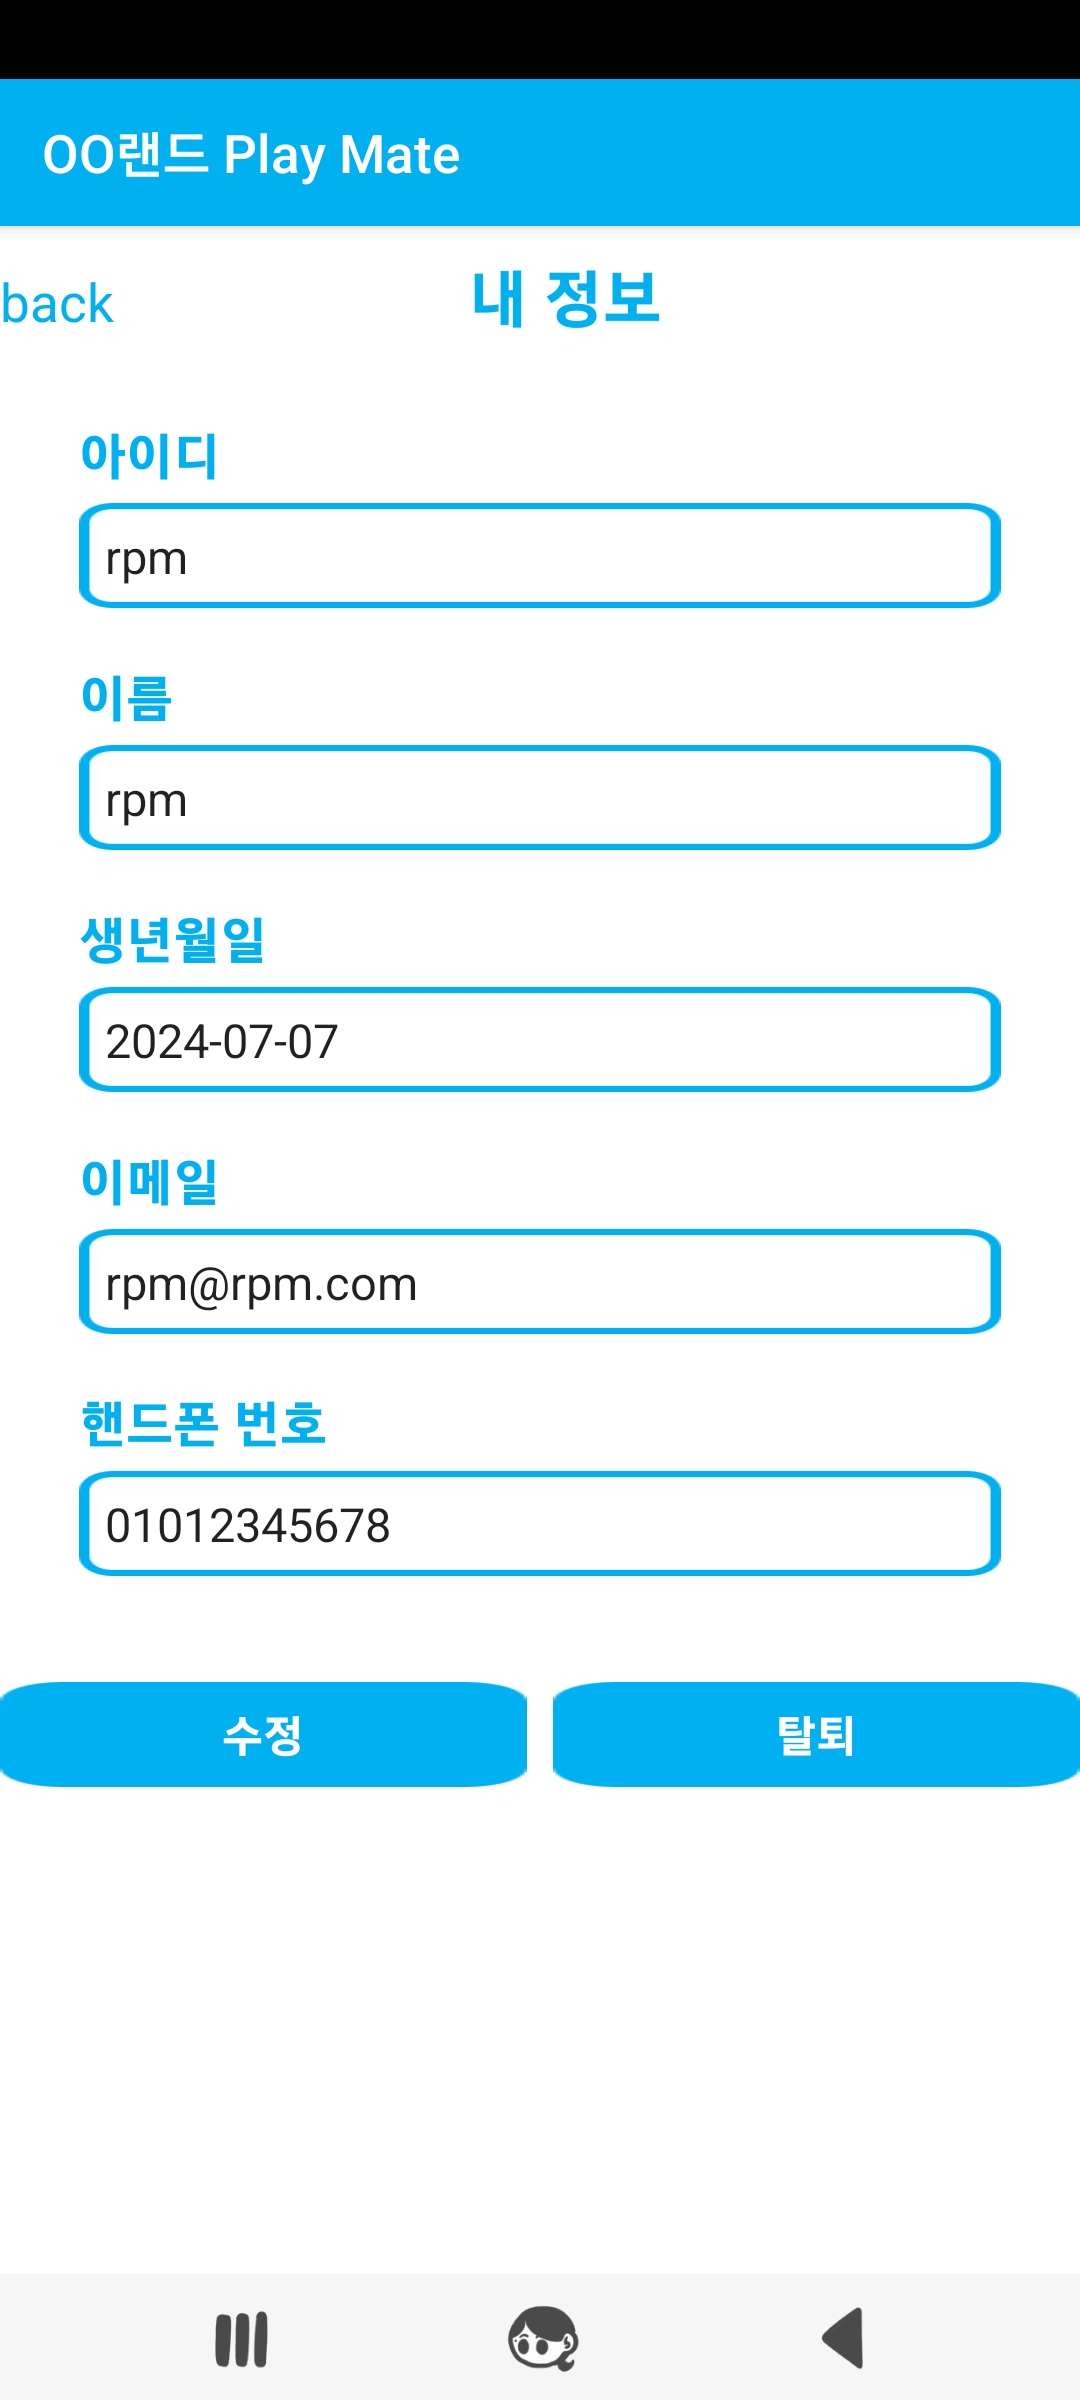 OO랜드 Play Mate
back 내 정보
아이디
rpm
이름
rpm
생년월일
2024-07-07
이메일
rpm@rpm.com
핸드폰 번호
01012345678
수정 탈퇴